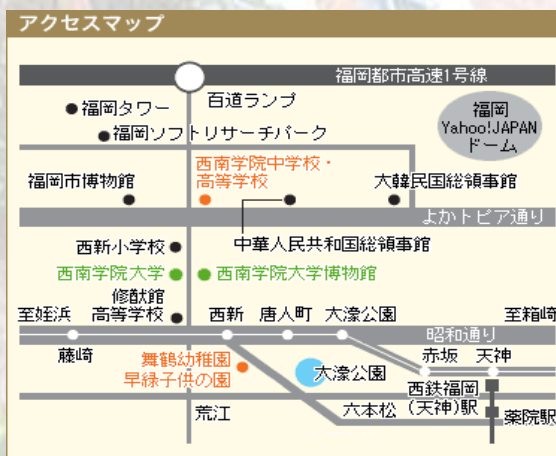 アクセスマップ
福岡都市高速1号線
百道ランプ
福岡タワー
福岡ソフトリサーチパーク
福岡
Yahoo!JAPAN
ドーム
西南学院中学校・
高等学校
福岡市博物館
大韓民国総領事館
よかトピア通り
西新小学校
中華人民共和国総領事館
西南学院大学
西南学院大学博物館
修猷館
高等学校
至姪浜
西新
唐人町
大濠公園
至箱崎
昭和通り
藤崎
赤坂
天神
舞鶴幼稚園
早緑子供の園
大濠公園
西鉄福岡
(天神)駅
荒江
六本松
薬院駅